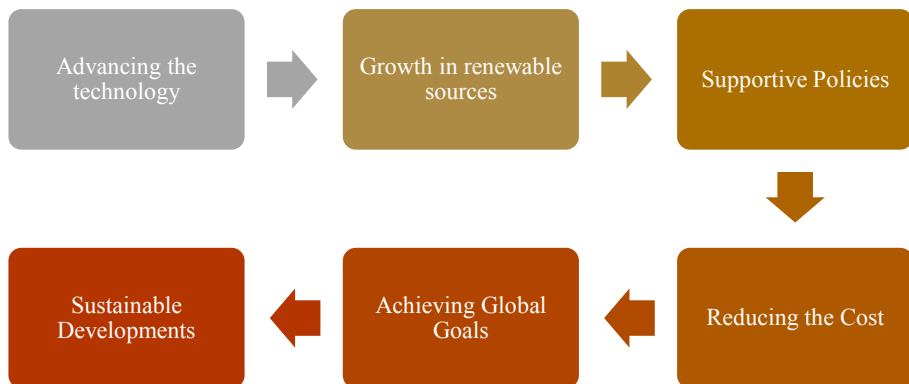 Advancing the
technology
Growth in renewable
sources
Supportive Policies
Reducing the Cost
Achieving Global
Goals
Sustainable
Developments